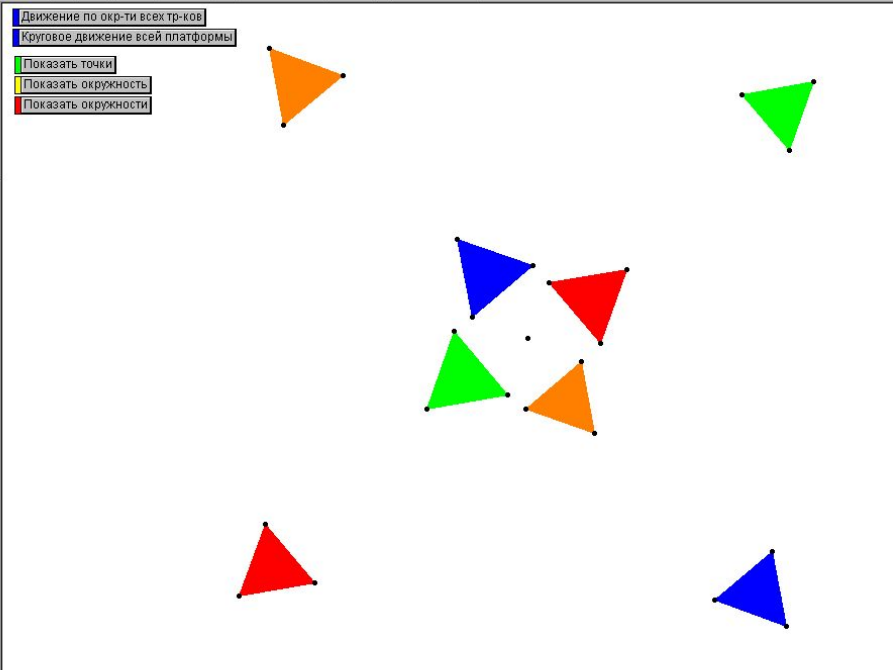 Движение по окр-ти всех тр-ков
Круговое движение всей платформы
Показать точки
Показать окружность
Показать окружности